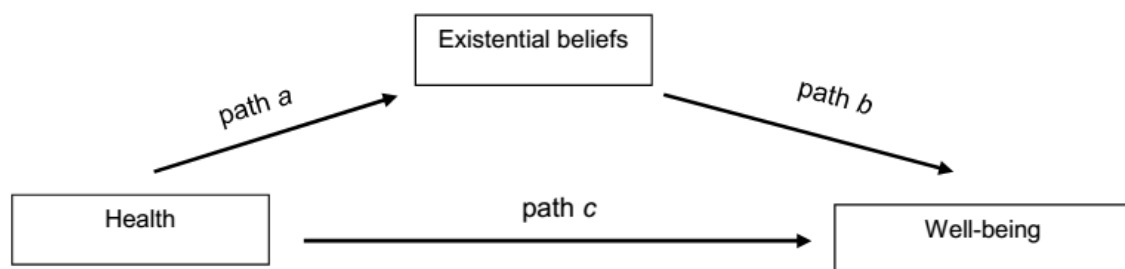 Existential beliefs
path a
path b
Health
path c
Well-being